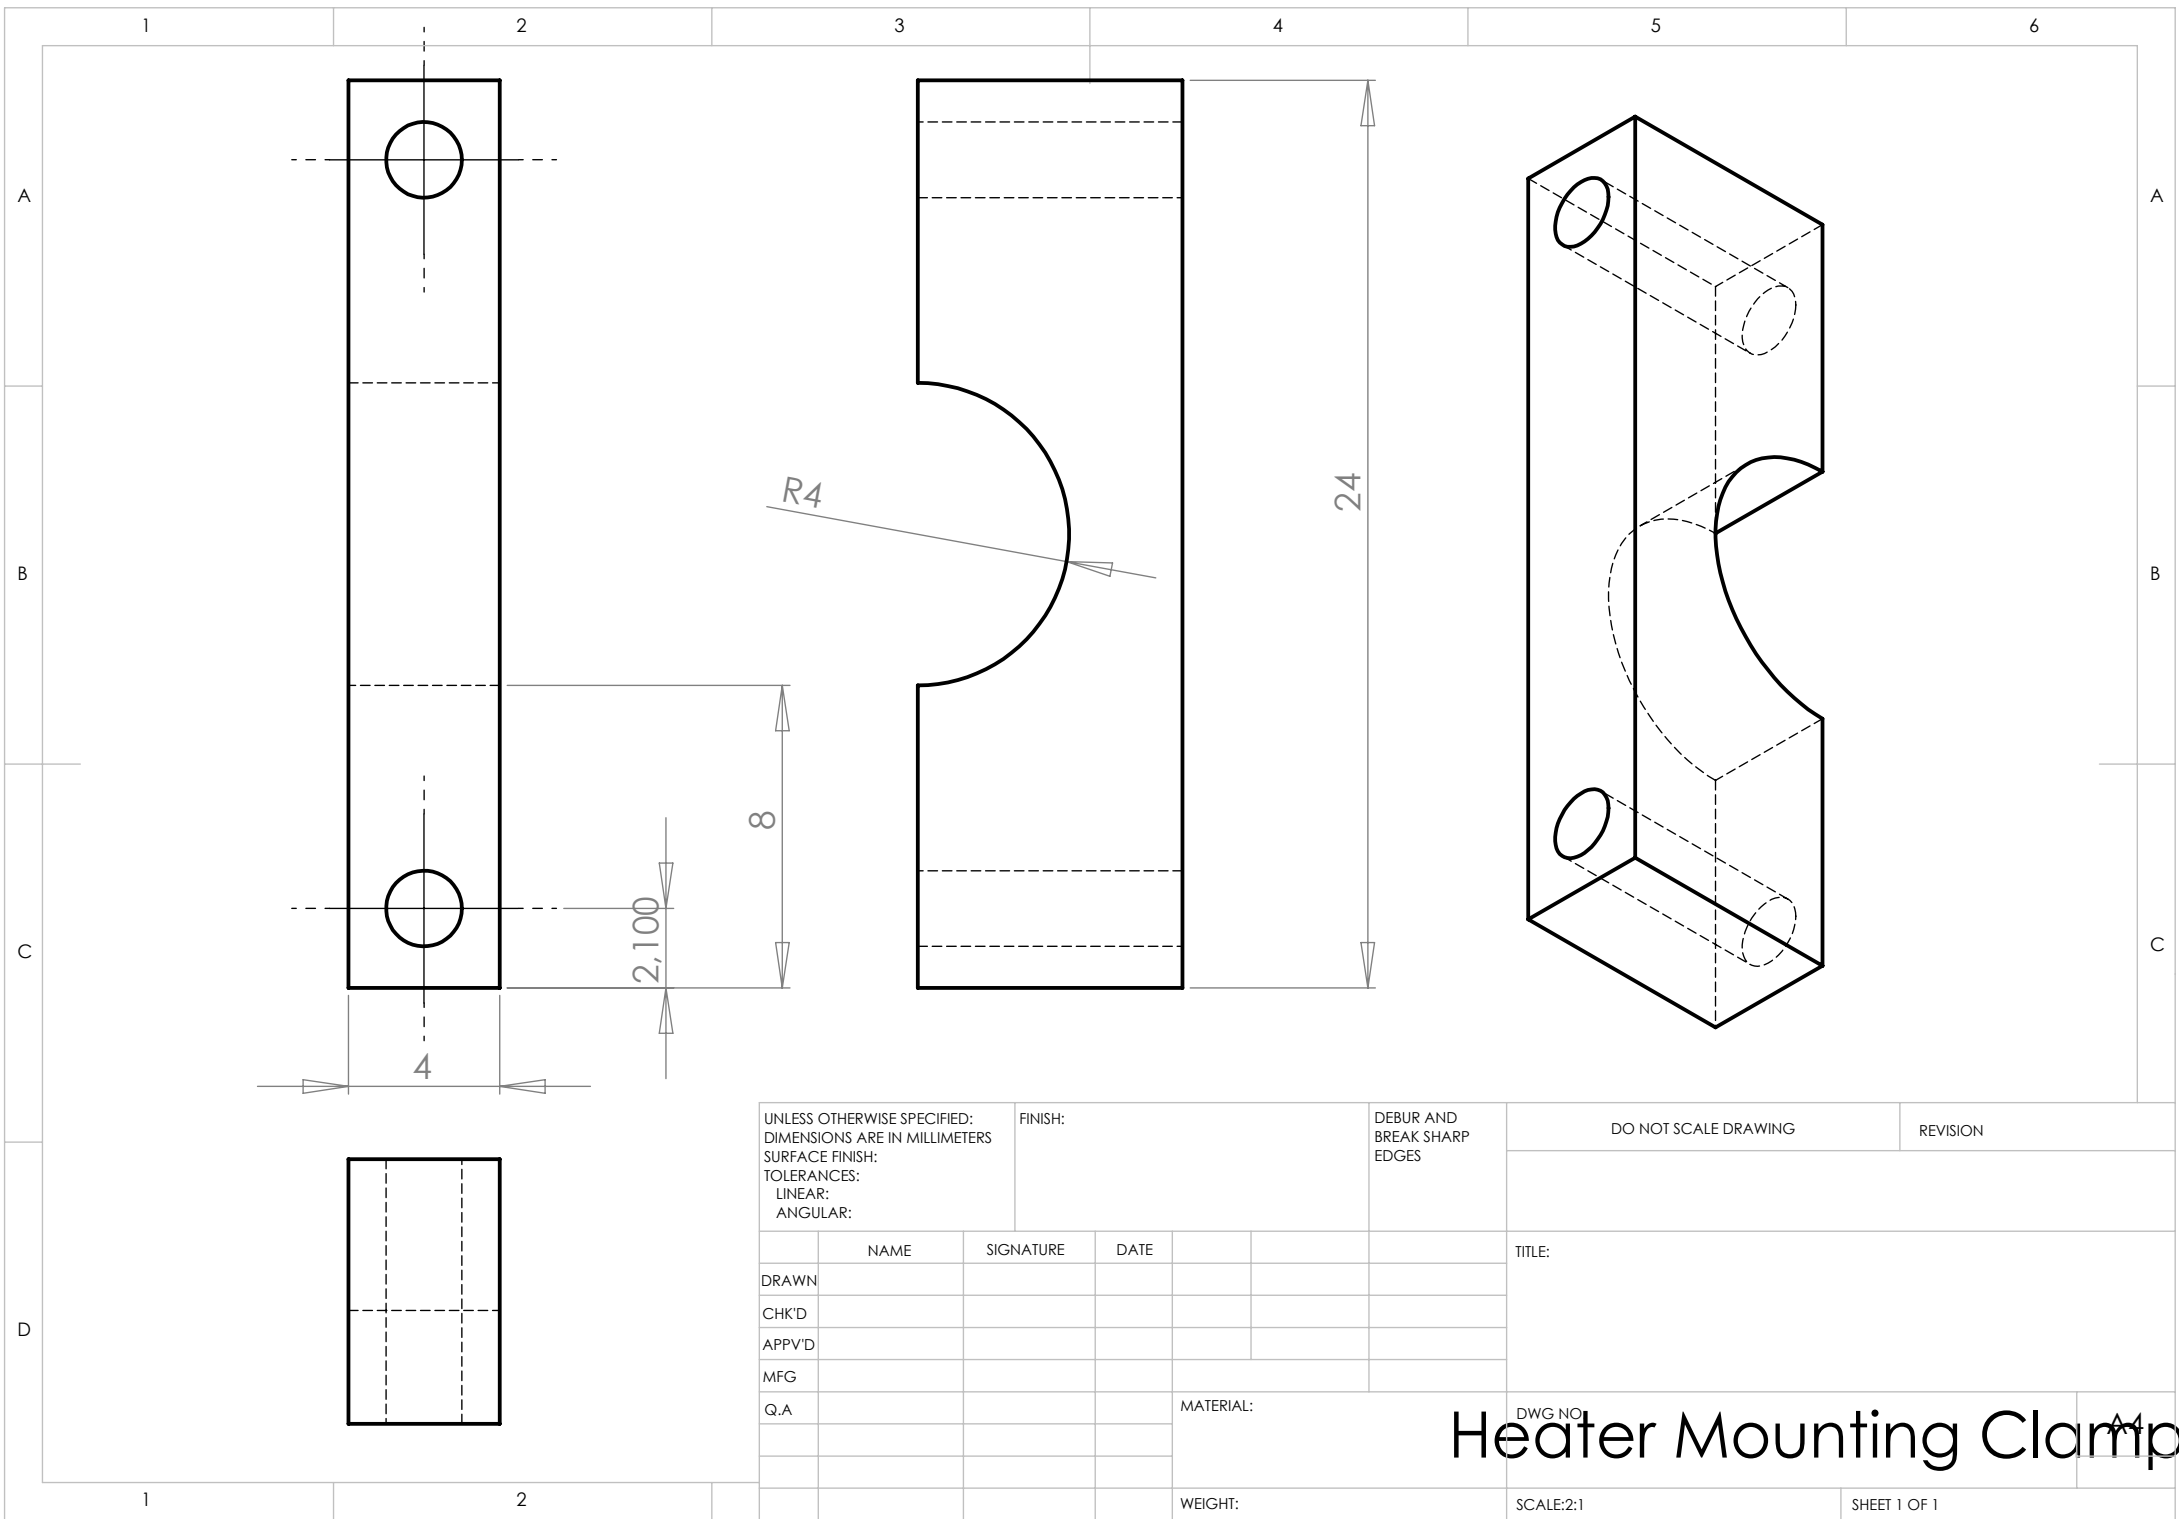 1 2 3 4 5 6
A A
R4
24
B B
8
2,100
C C
4
UNLESS OTHERWISE SPECIFIED:
DIMENSIONS ARE IN MILLIMETERS
SURFACE FINISH:
TOLERANCES:
LINEAR:
ANGULAR:
FINISH:
DEBUR AND
BREAK SHARP
EDGES
DO NOT SCALE DRAWING
REVISION
NAME SIGNATURE DATE
TITLE:
DRAWN
CHK'D
APPV'D
MFG
Q.A
D
MATERIAL:
DWG NO.
Heater Mounting Clamp
A4
WEIGHT:
SCALE:2:1
SHEET 1 OF 1
1 2